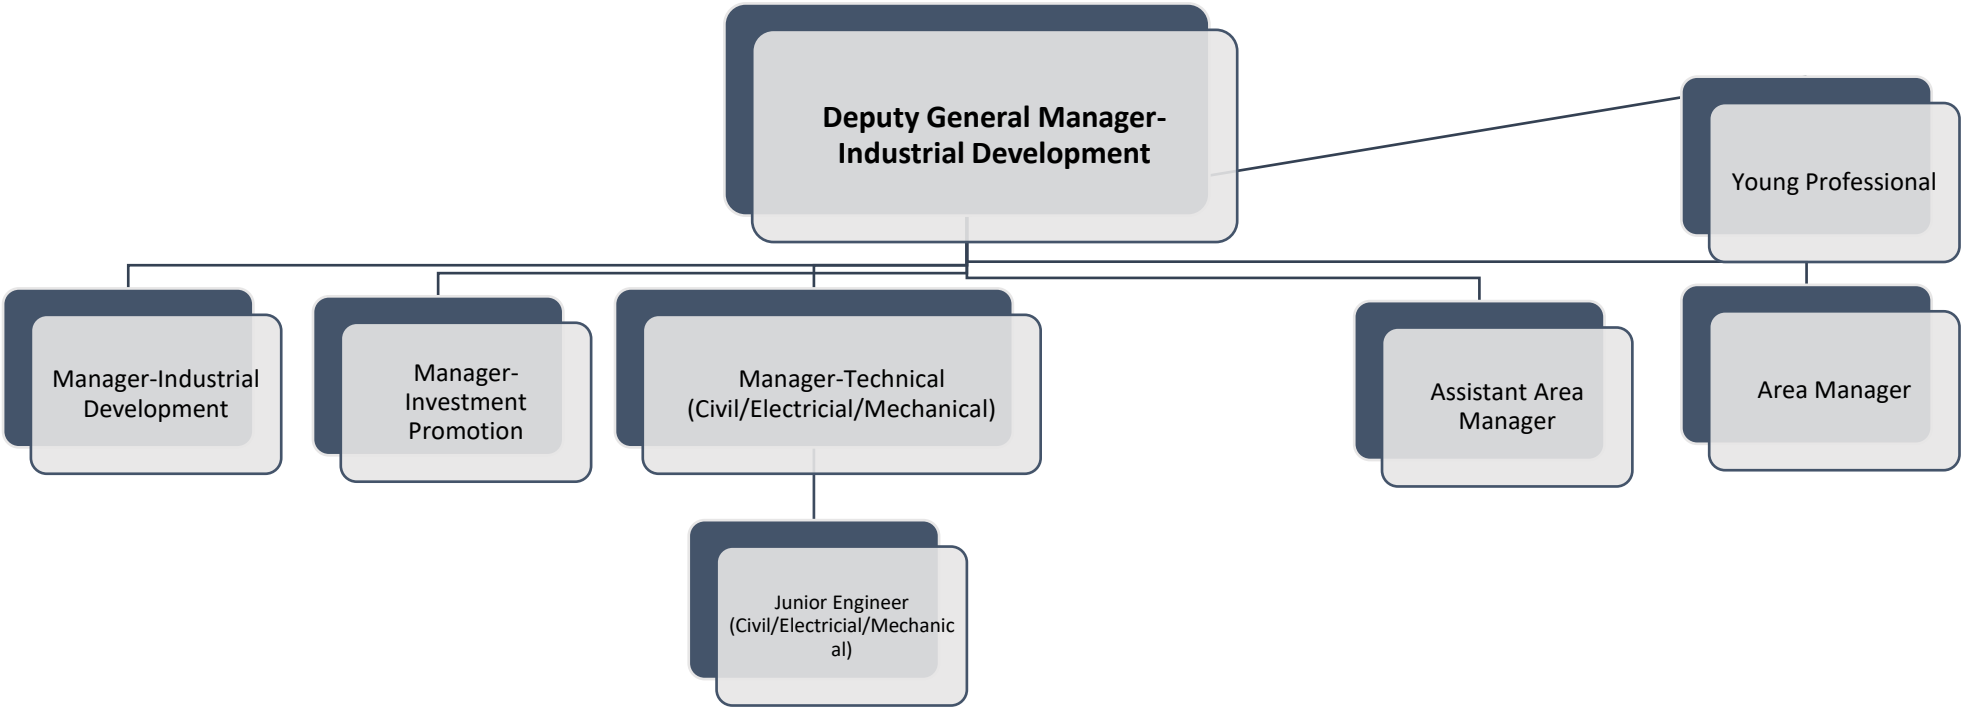 Deputy General Manager-
Industrial Development
Young Professional
Manager-Industrial
Development
Manager-
Investment
Promotion
Manager-Technical
(Civil/Electricial/Mechanical)
Assistant Area
Manager
Area Manager
Junior Engineer
(Civil/Electricial/Mechanic
al)